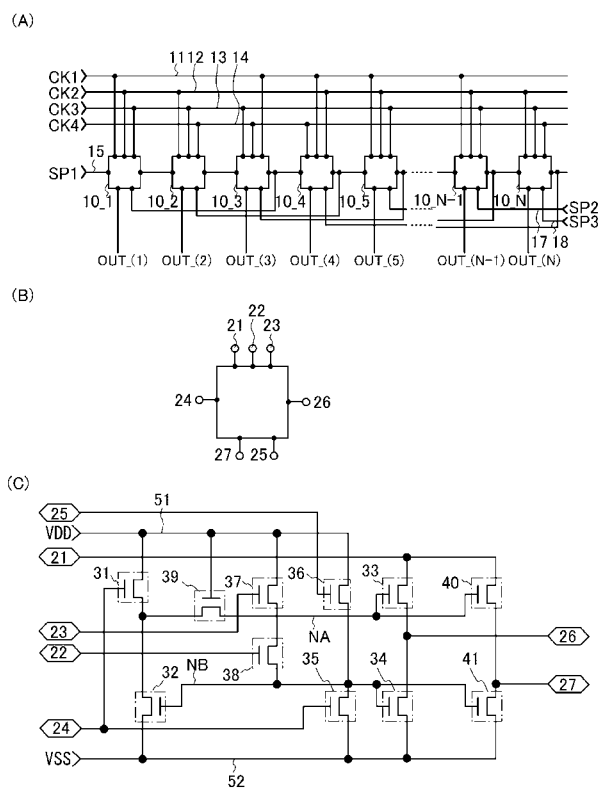 (A)
1112 13 14
CK1
CK2
CK3
CK4
15
SP1
10_1 10_2 10_3 10_4 10_5 10_N-1 10_N
SP2
SP3
17 18
OUT_(1) OUT_(2) OUT_(3) OUT_(4) OUT_(5) OUT_(N-1) OUT_(N)
(B)
21 22 23
24 26
27 25
(C)
25 51
VDD
21
31 39 37 36 33 40
23 NA 26
22 38
32 NB 35 34 41 27
24
VSS
52